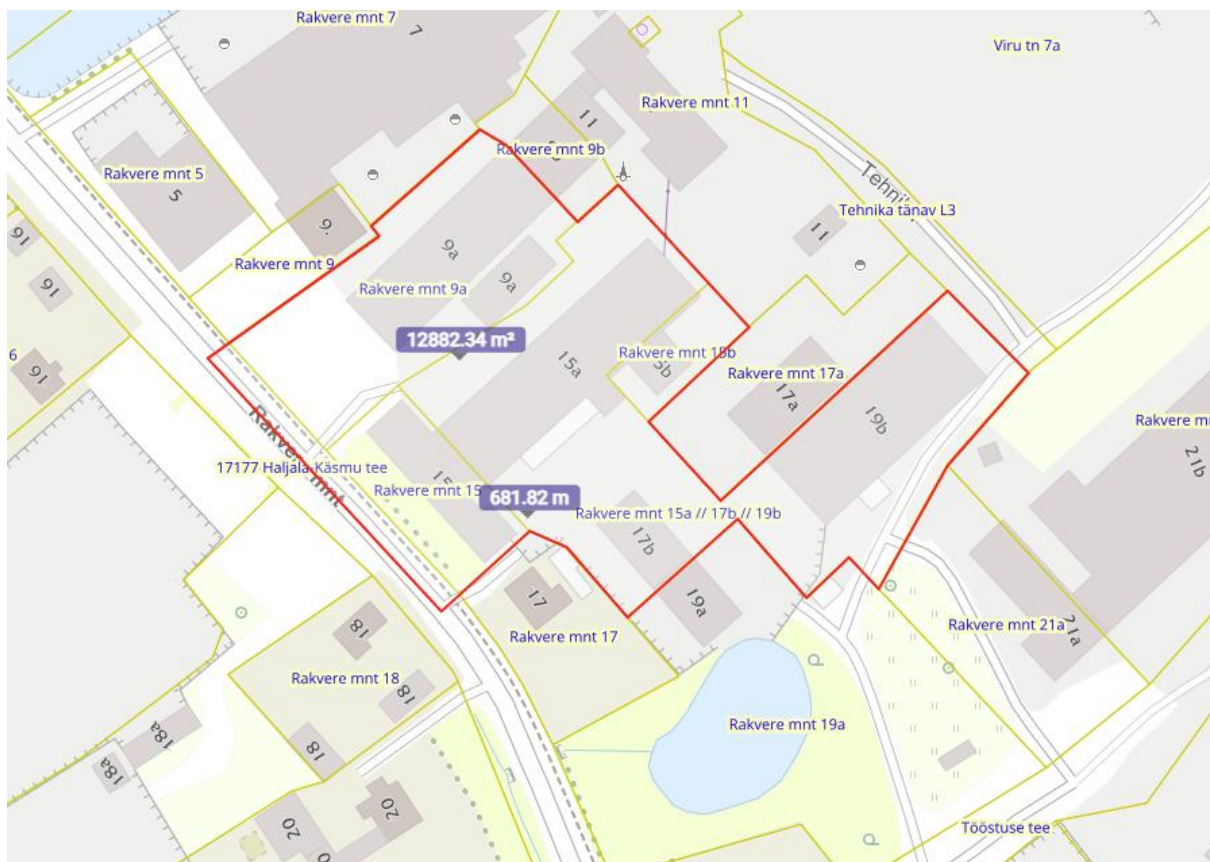 Rakvere mnt 7
7
Viru tn 7a
Rakvere mnt 11
11
Rakvere mnt 9b
Rakvere mnt 5
5
Tehnika
Tehnika tänav L3
9.
11
16
16
9a
Rakvere mnt 9
9a
Rakvere mnt 9a
12882.34 m²
6
16
15a
Rakvere mnt 15b
Rakvere mnt 17a
17a
19b
Rakvere mnt
21b
17177 Haljala-Käsmu tee
Rakvere mnt 15
681.82 m
Rakvere mnt 15a // 17b // 19b
17b
19a
17
Rakvere mnt 17
Rakvere mnt 21a
21a
18
Rakvere mnt 18
18
18
18a
18a
Rakvere mnt 19a
20
20
Tööstuse tee